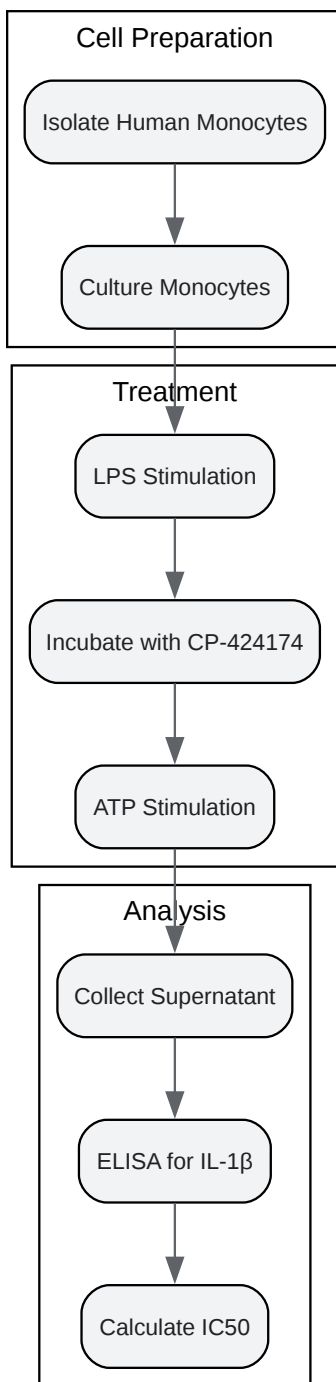 Cell Preparation
Isolate Human Monocytes
Culture Monocytes
Treatment
LPS Stimulation
Incubate with CP-424174
ATP Stimulation
Analysis
Collect Supernatant
ELISA for IL-1β
Calculate IC50